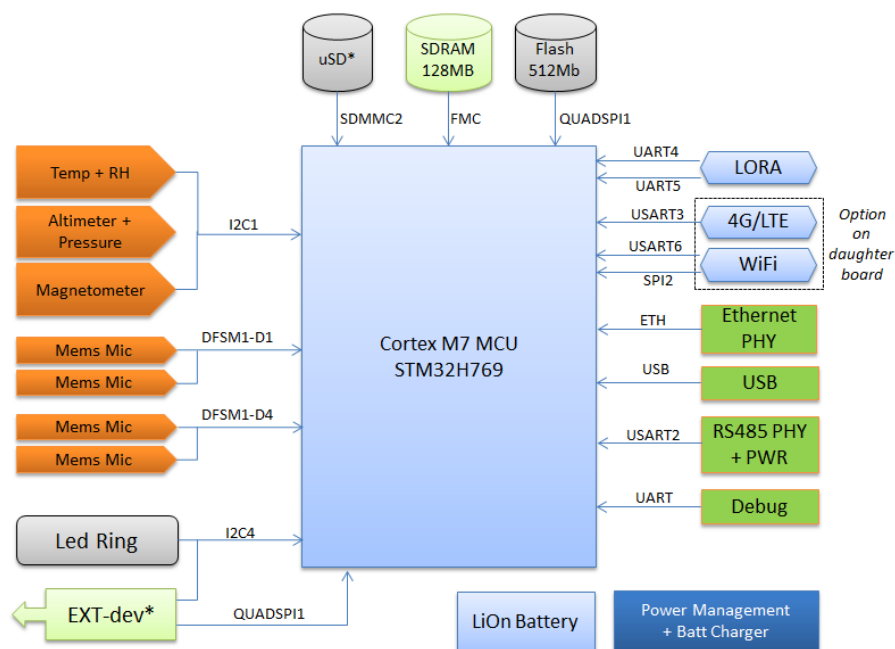 uSD*
SDRAM
128MB
Flash
512Mb
SDMMC2
FMC
QUADSPI1
Temp + RH
Altimeter +
Pressure
Magnetometer
I2C1
Mems Mic
Mems Mic
DFSM1-D1
Mems Mic
Mems Mic
DFSM1-D4
Led Ring
I2C4
EXT-dev*
QUADSPI1
Cortex M7 MCU
STM32H769
UART4
UART5
LORA
USART3
4G/LTE
USART6
SPI2
WiFi
Option
on
daughter
board
ETH
Ethernet
PHY
USB
USB
USART2
RS485 PHY
+ PWR
UART
Debug
LiOn Battery
Power Management
+ Batt Charger